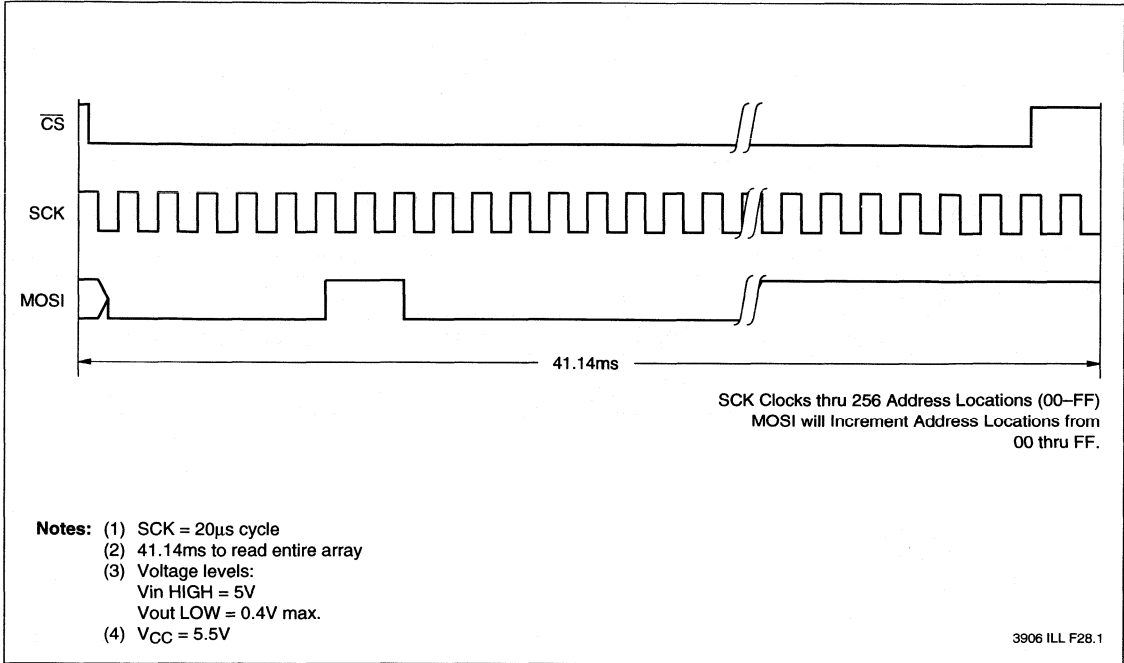 CS
SCK
MOSI
41.14ms
SCK Clocks thru 256 Address Locations (00–FF)
MOSI will Increment Address Locations from
00 thru FF.
Notes: (1) SCK = 20µs cycle
(2) 41.14ms to read entire array
(3) Voltage levels:
Vin HIGH = 5V
Vout LOW = 0.4V max.
(4) VCC = 5.5V
3906 ILL F28.1